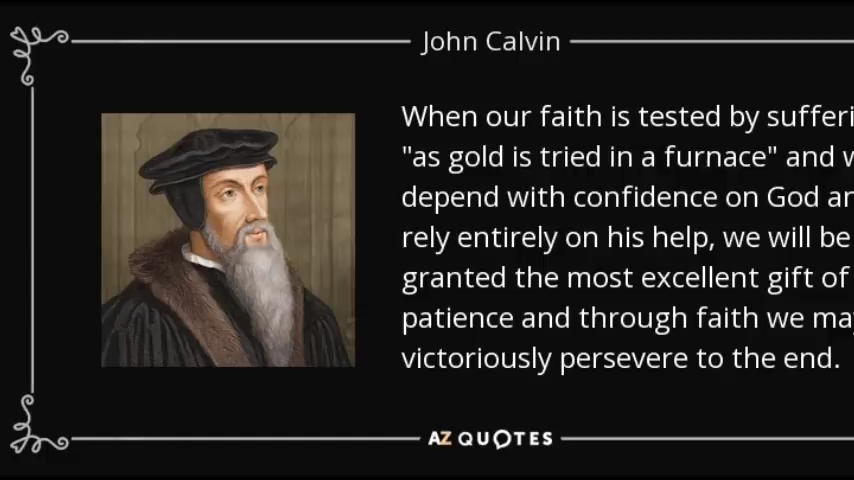 John Calvin
When our faith is tested by
"as gold is tried in a furnace" and
depend with confidence on God
rely entirely on his help, we will be
granted the most excellent gift of
patience and through faith we
victoriously persevere to the end.
AZ QUOTES